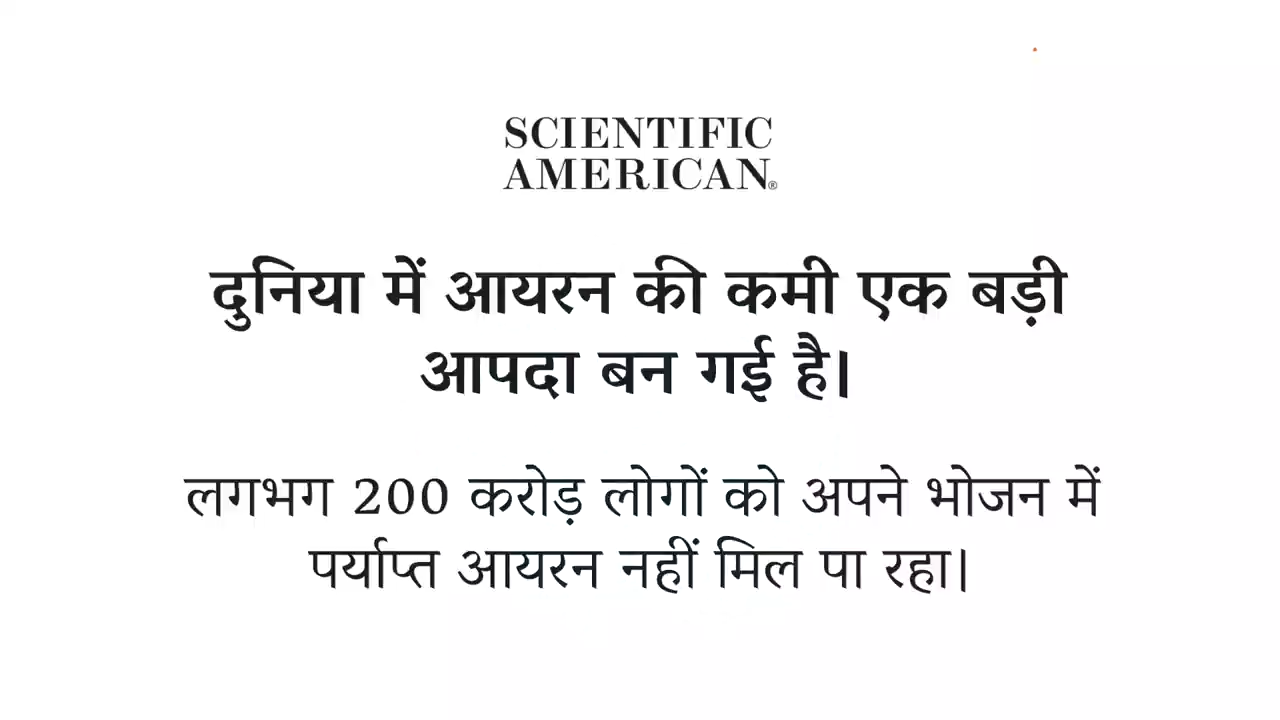 SCIENTIFIC
AMERICAN®
दुनिया में आयरन की कमी एक बड़ी
आपदा बन गई है।
लगभग 200 करोड़ लोगों को अपने भोजन में
पर्याप्त आयरन नहीं मिल पा रहा।